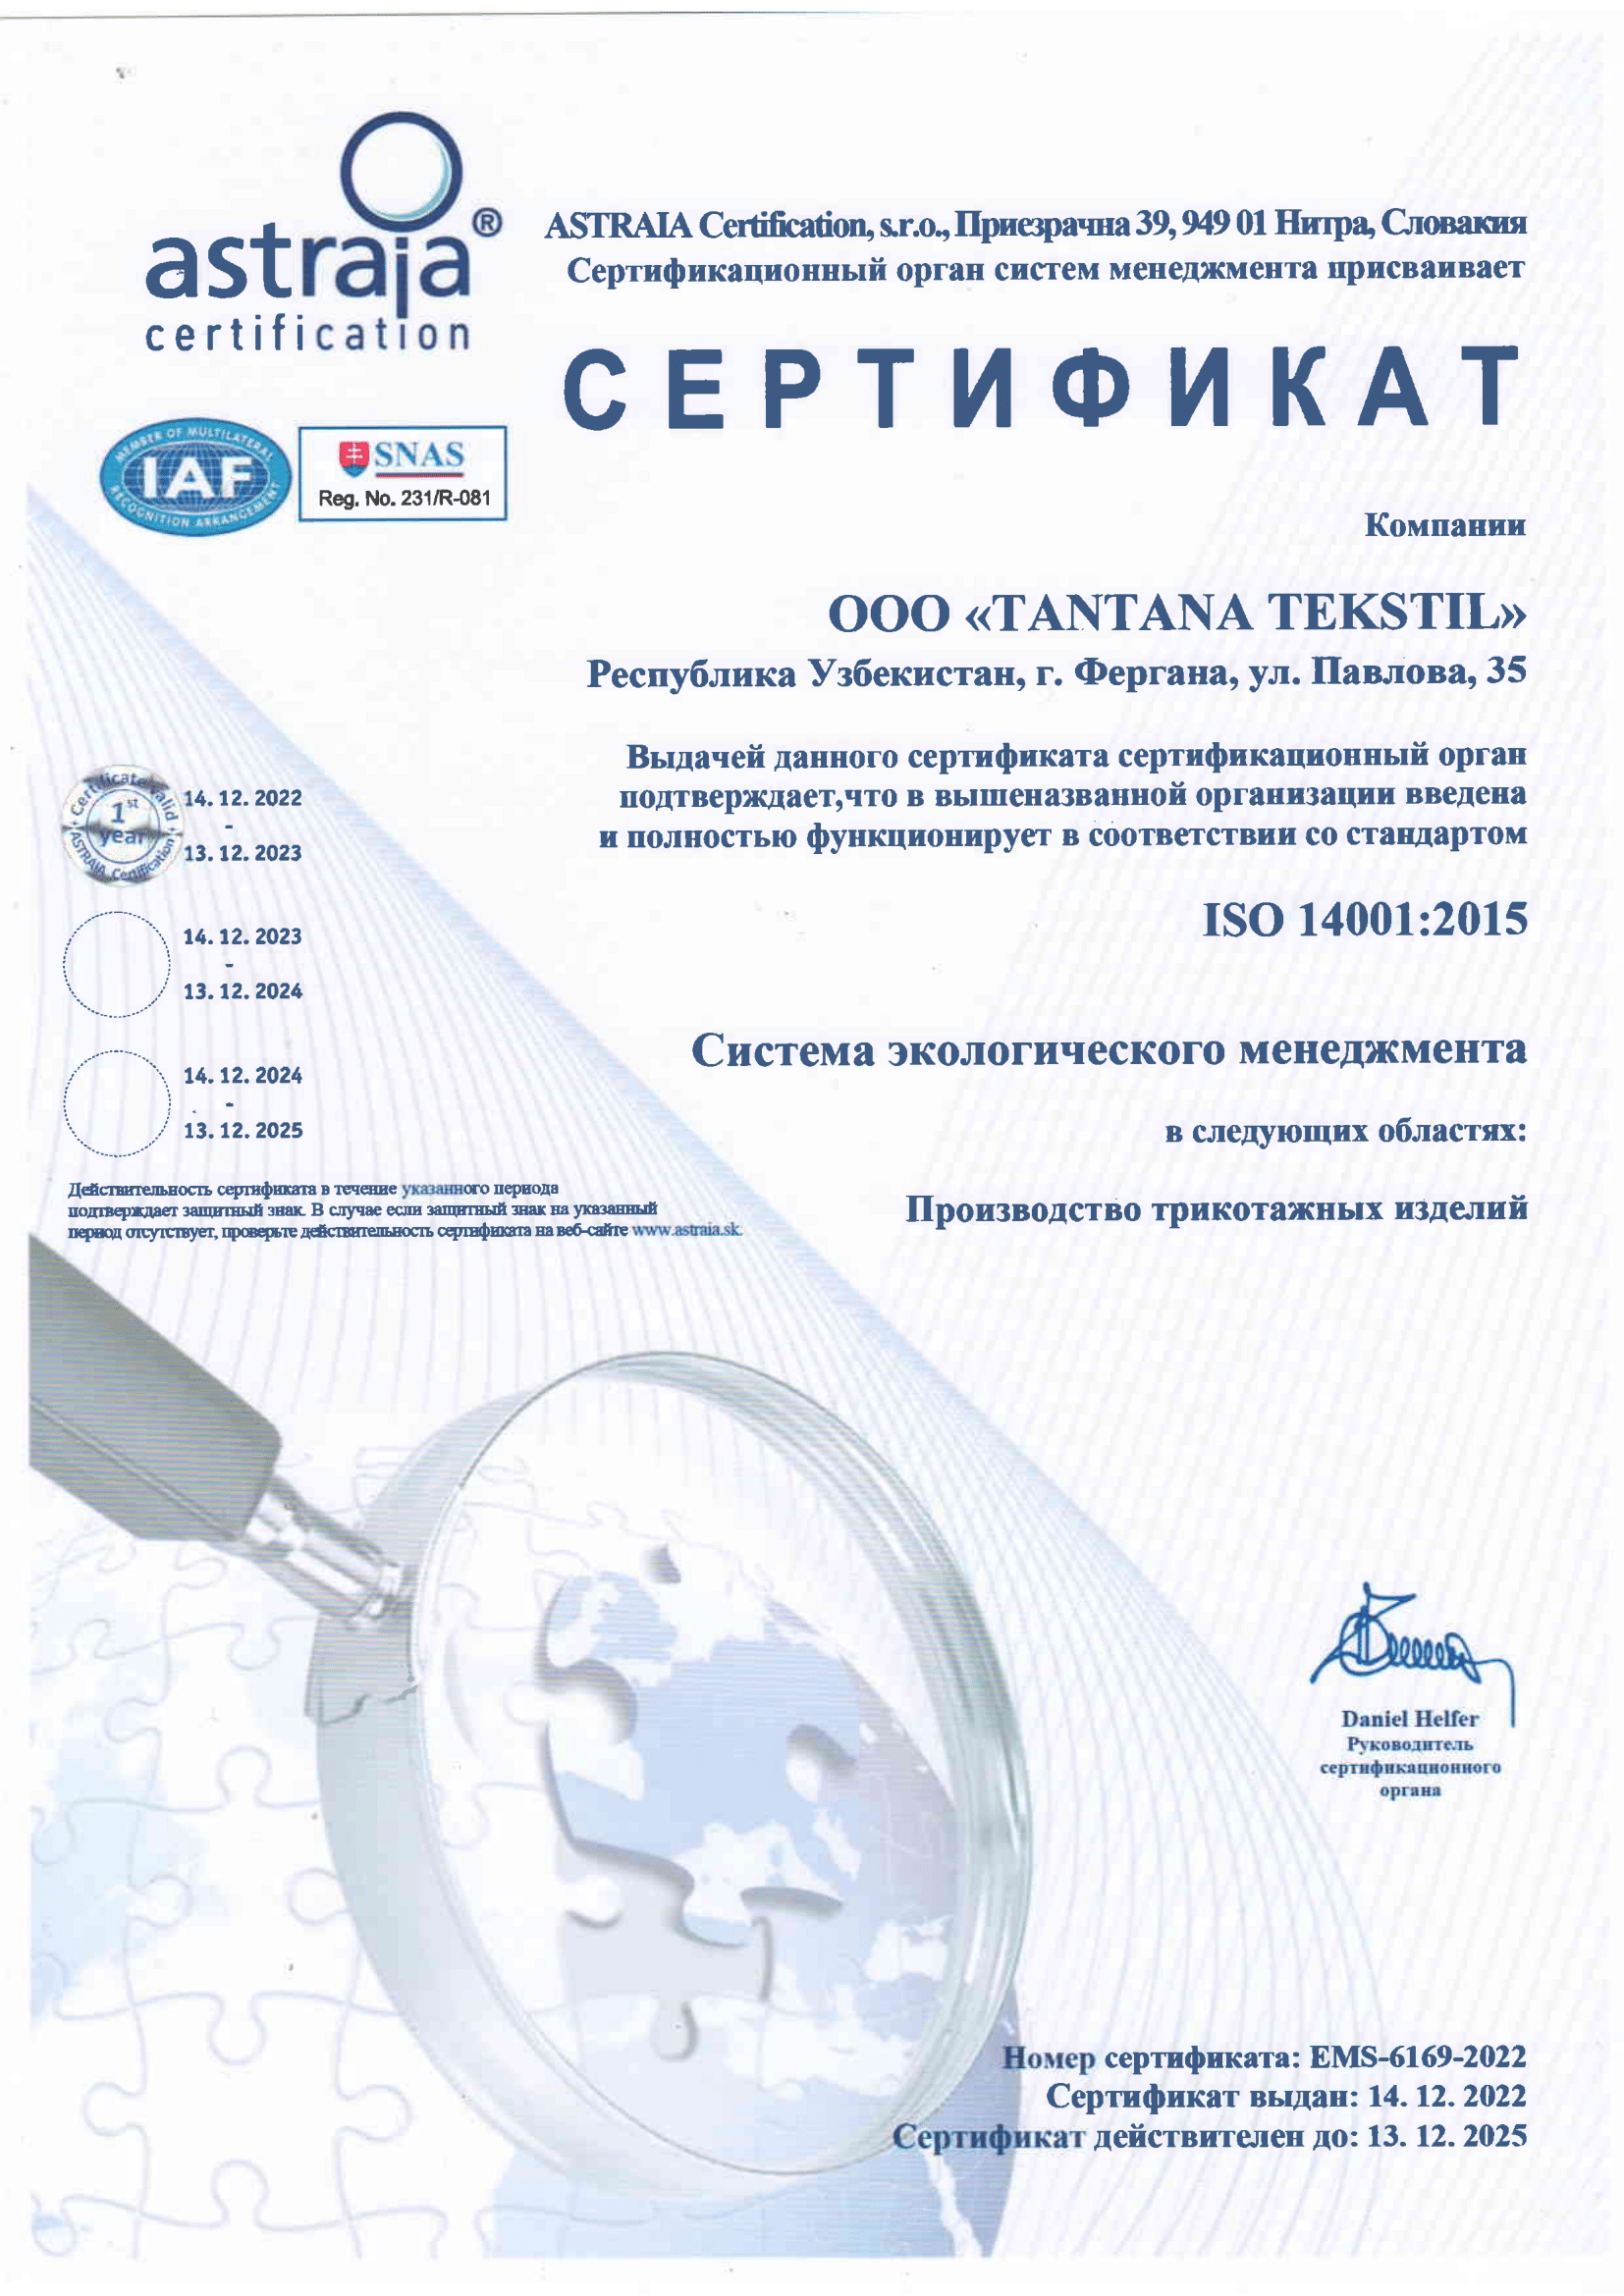 astraia®
certification
ASTRAIA Certification, s.r.o., Приезрачна 39, 949 01 Нитра, Словакия
Сертификационный орган систем менеджмента присваивает
СЕРТИФИКАТ
MEMBER OF MULTILATERAL
IAF
RECOGNITION ARRANGEMENT
SNAS
Reg. No. 231/R-081
Компании
ООО «TANTANA TEKSTIL»
Республика Узбекистан, г. Фергана, ул. Павлова, 35
Выдачей данного сертификата сертификационный орган
подтверждает,что в вышеназванной организации введена
и полностью функционирует в соответствии со стандартом
ISO 14001:2015
Система экологического менеджмента
в следующих областях:
Производство трикотажных изделий
Certificate valid
1st
year
ASTRAIA Certification
14. 12. 2022
-
13. 12. 2023
14. 12. 2023
-
13. 12. 2024
14. 12. 2024
-
13. 12. 2025
Действительность сертификата в течение указанного периода
подтверждает защитный знак. В случае если защитный знак на указанный
период отсутствует, проверьте действительность сертификата на веб-сайте www.astraia.sk.
Daniel Helfer
Руководитель
сертификационного
органа
Номер сертификата: EMS-6169-2022
Сертификат выдан: 14. 12. 2022
Сертификат действителен до: 13. 12. 2025